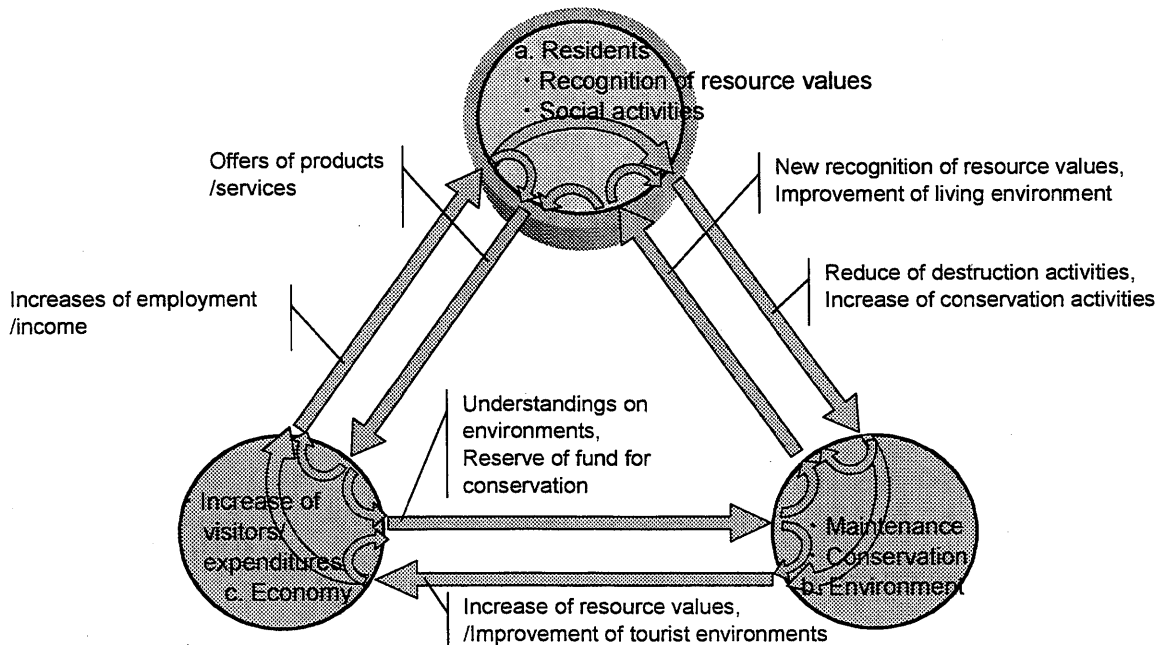 a. Residents
・Recognition of resource values
・Social activities
Offers of products
/services
New recognition of resource values,
Improvement of living environment
Increases of employment
/income
Reduce of destruction activities,
Increase of conservation activities
Understandings on
environments,
Reserve of fund for
conservation
・Increase of
visitors/
expenditures
c. Economy
・Maintenance
・Conservation
b. Environment
Increase of resource values,
/Improvement of tourist environments